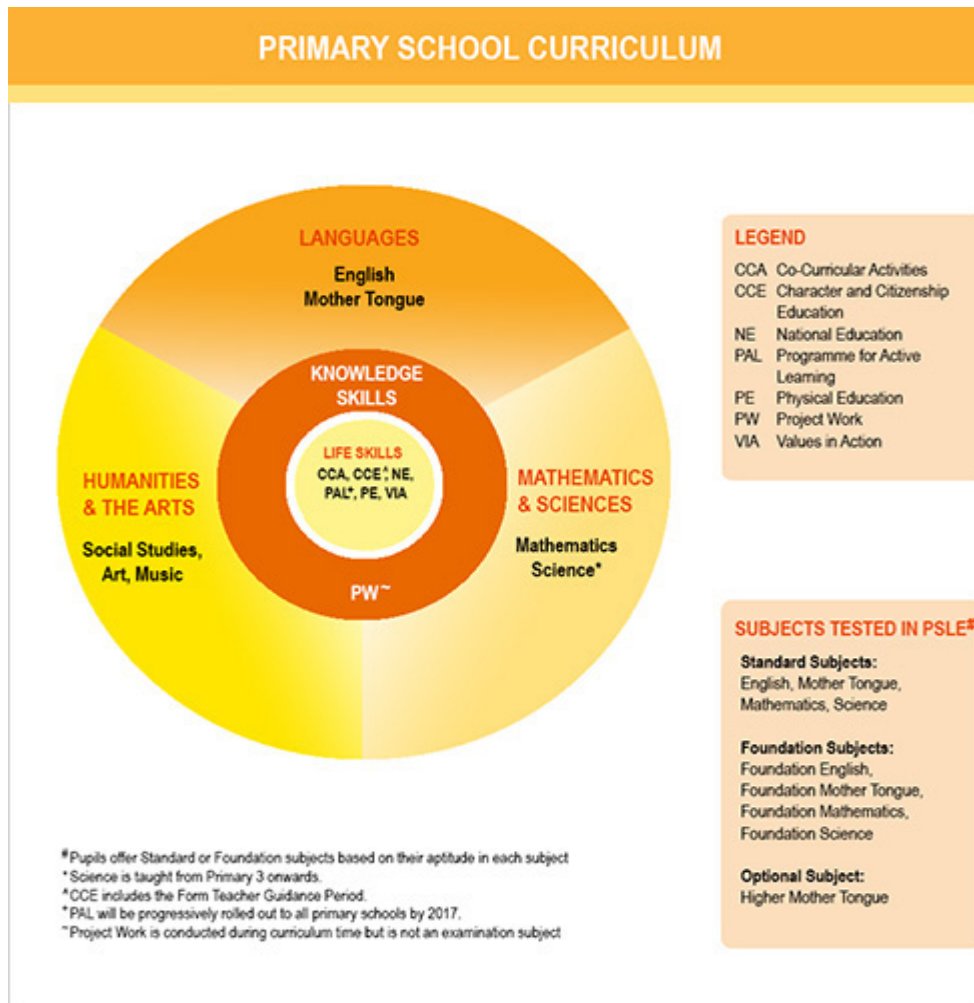 PRIMARY SCHOOL CURRICULUM
LANGUAGES
English
Mother Tongue
KNOWLEDGE
SKILLS
LIFE SKILLS
CCA, CCE^, NE,
PAL+, PE, VIA
PW~
HUMANITIES
& THE ARTS
Social Studies,
Art, Music
MATHEMATICS
& SCIENCES
Mathematics
Science*
LEGEND
CCA Co-Curricular Activities
CCE Character and Citizenship
Education
NE National Education
PAL Programme for Active
Learning
PE Physical Education
PW Project Work
VIA Values in Action
SUBJECTS TESTED IN PSLE#
Standard Subjects:
English, Mother Tongue,
Mathematics, Science
Foundation Subjects:
Foundation English,
Foundation Mother Tongue,
Foundation Mathematics,
Foundation Science
Optional Subject:
Higher Mother Tongue
#Pupils offer Standard or Foundation subjects based on their aptitude in each subject
*Science is taught from Primary 3 onwards.
^CCE includes the Form Teacher Guidance Period.
+PAL will be progressively rolled out to all primary schools by 2017.
~Project Work is conducted during curriculum time but is not an examination subject